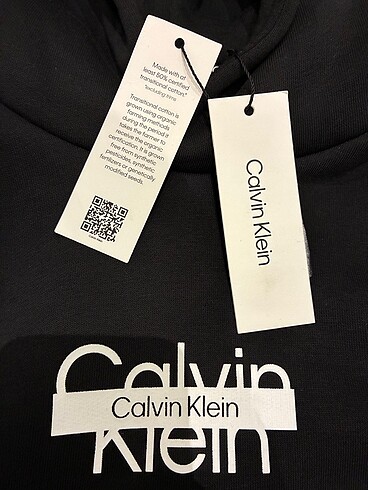 Made with at
least 50% certified
transitional cotton*
*excluding trims
Transitional cotton is
grown using organic
farming methods
during the period it
takes the farmer to
receive the organic
certification. It is grown
free from synthetic
pesticides, synthetic
fertilizers or genetically
modified seeds.
Calvin Klein
Calvin
Calvin Klein
Klein